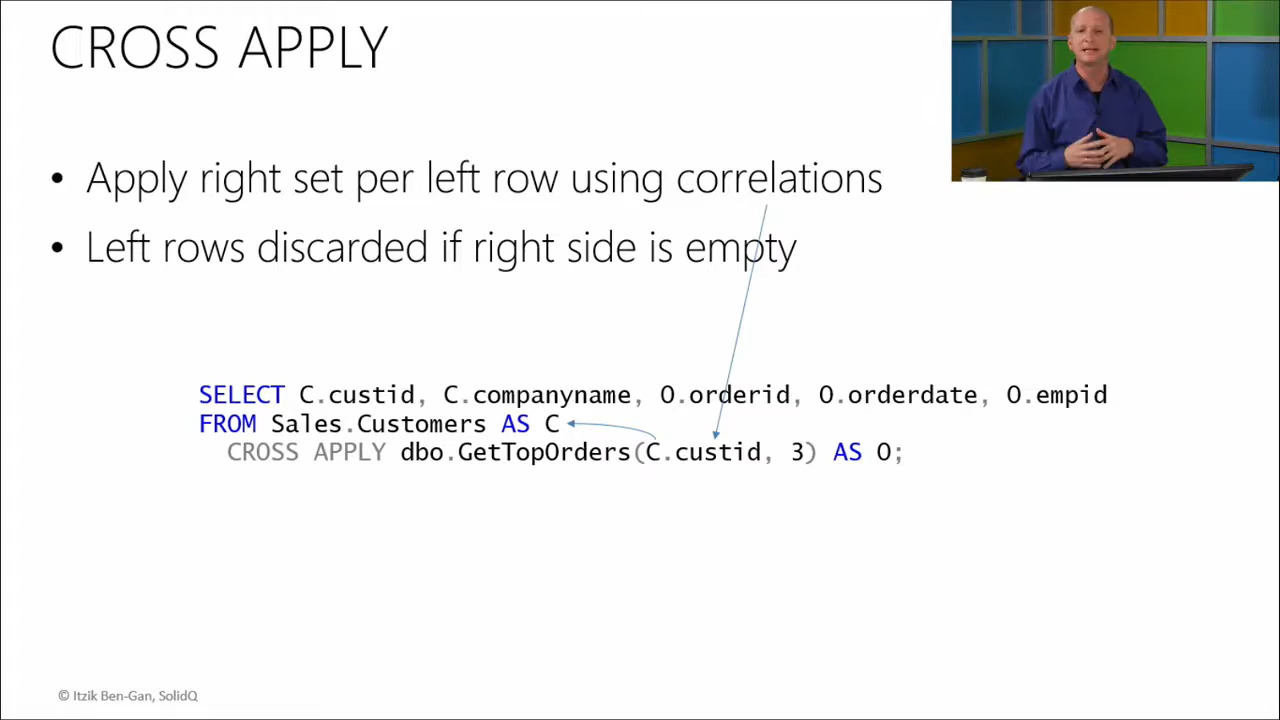 CROSS APPLY
• Apply right set per left row using correlations
• Left rows discarded if right side is empty
SELECT C.custid, C.companyname, O.orderid, O.orderdate, O.empid
FROM Sales.Customers AS C
CROSS APPLY dbo.GetTopOrders(C.custid, 3) AS O;
© Itzik Ben-Gan, SolidQ